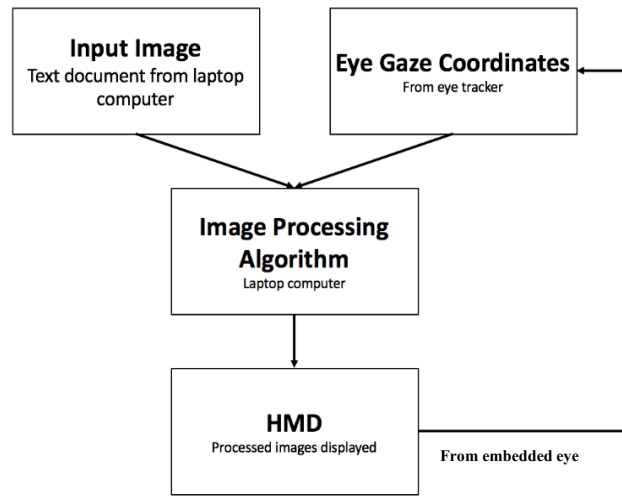 Input Image
Text document from laptop
computer
Eye Gaze Coordinates
From eye tracker
Image Processing
Algorithm
Laptop computer
HMD
Processed images displayed
From embedded eye